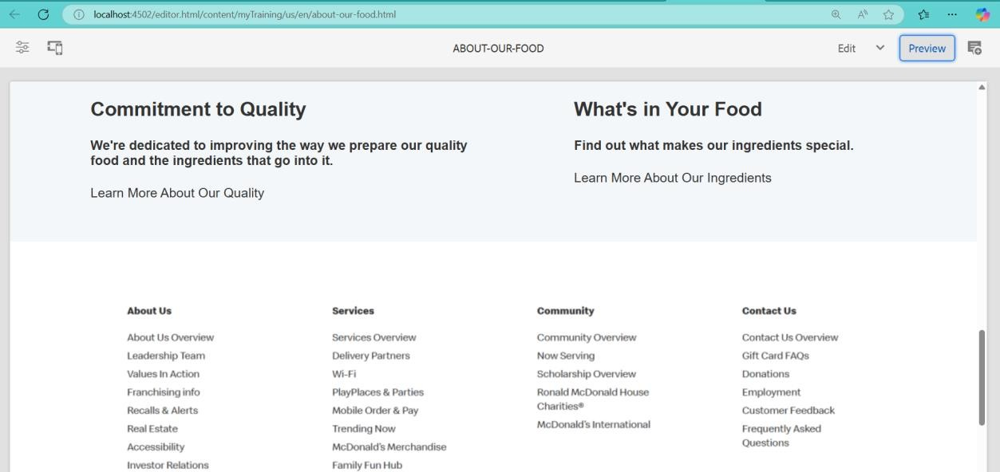 localhost:4502/editor.html/content/myTraining/us/en/about-our-food.html
ABOUT-OUR-FOOD
Edit
Preview
Commitment to Quality
We're dedicated to improving the way we prepare our quality
food and the ingredients that go into it.
Learn More About Our Quality
What's in Your Food
Find out what makes our ingredients special.
Learn More About Our Ingredients
About Us
About Us Overview
Leadership Team
Values In Action
Franchising info
Recalls & Alerts
Real Estate
Accessibility
Investor Relations
Services
Services Overview
Delivery Partners
Wi-Fi
PlayPlaces & Parties
Mobile Order & Pay
Trending Now
McDonald's Merchandise
Family Fun Hub
Community
Community Overview
Now Serving
Scholarship Overview
Ronald McDonald House
Charities®
McDonald's International
Contact Us
Contact Us Overview
Gift Card FAQs
Donations
Employment
Customer Feedback
Frequently Asked
Questions